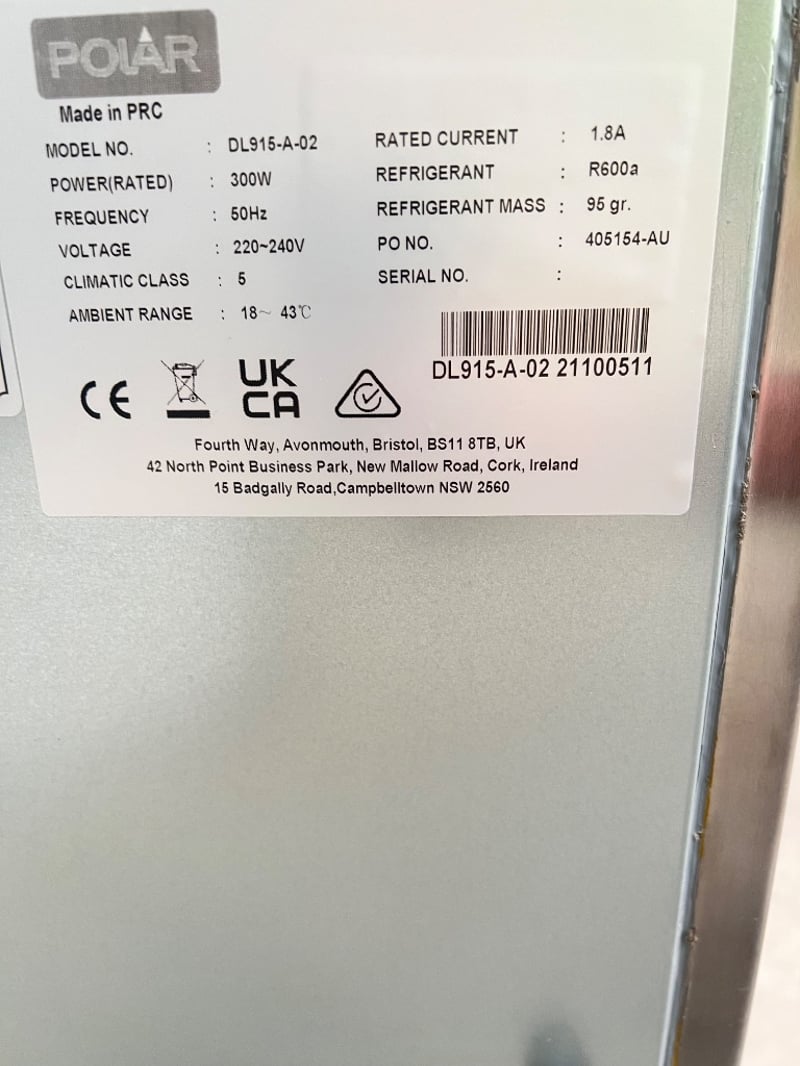 POLAR
Made in PRC
MODEL NO. : DL915-A-02
POWER(RATED) : 300W
FREQUENCY : 50Hz
VOLTAGE : 220~240V
CLIMATIC CLASS : 5
AMBIENT RANGE : 18~ 43℃
RATED CURRENT : 1.8A
REFRIGERANT : R600a
REFRIGERANT MASS : 95 gr.
PO NO. : 405154-AU
SERIAL NO. :
DL915-A-02 21100511
CE
UK
CA
Fourth Way, Avonmouth, Bristol, BS11 8TB, UK
42 North Point Business Park, New Mallow Road, Cork, Ireland
15 Badgally Road,Campbelltown NSW 2560